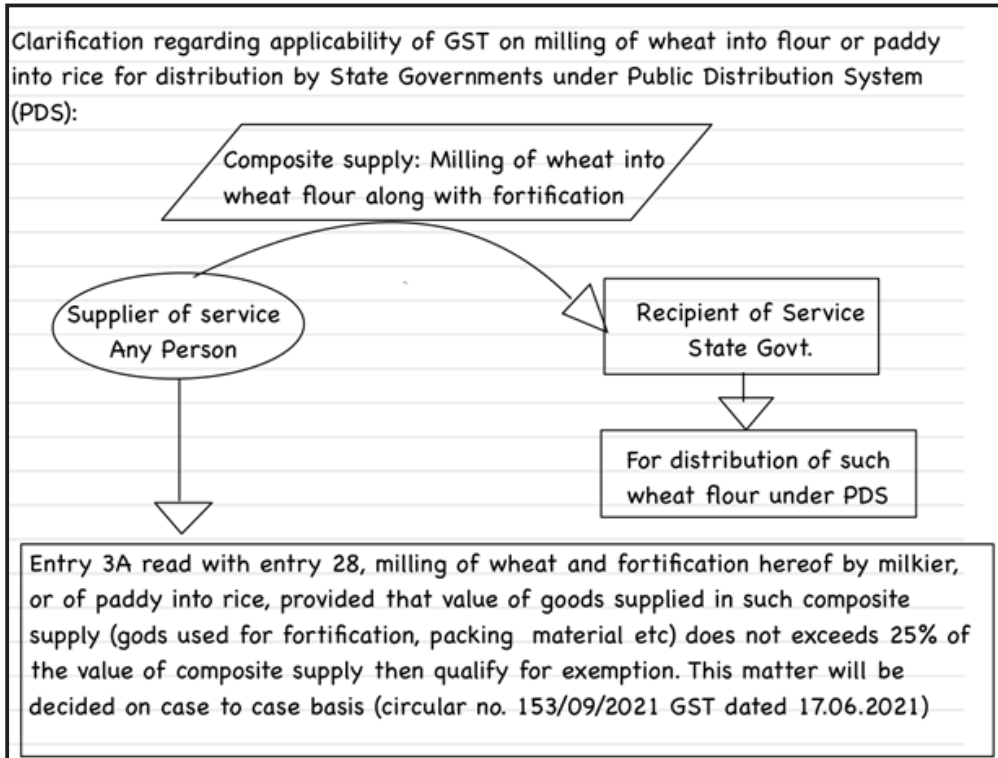 Clarification regarding applicability of GST on milling of wheat into flour or paddy
into rice for distribution by State Governments under Public Distribution System
(PDS):
Composite supply: Milling of wheat into
wheat flour along with fortification
Supplier of service
Any Person
Recipient of Service
State Govt.
For distribution of such
wheat flour under PDS
Entry 3A read with entry 28, milling of wheat and fortification hereof by milkier,
or of paddy into rice, provided that value of goods supplied in such composite
supply (gods used for fortification, packing material etc) does not exceeds 25% of
the value of composite supply then qualify for exemption. This matter will be
decided on case to case basis (circular no. 153/09/2021 GST dated 17.06.2021)